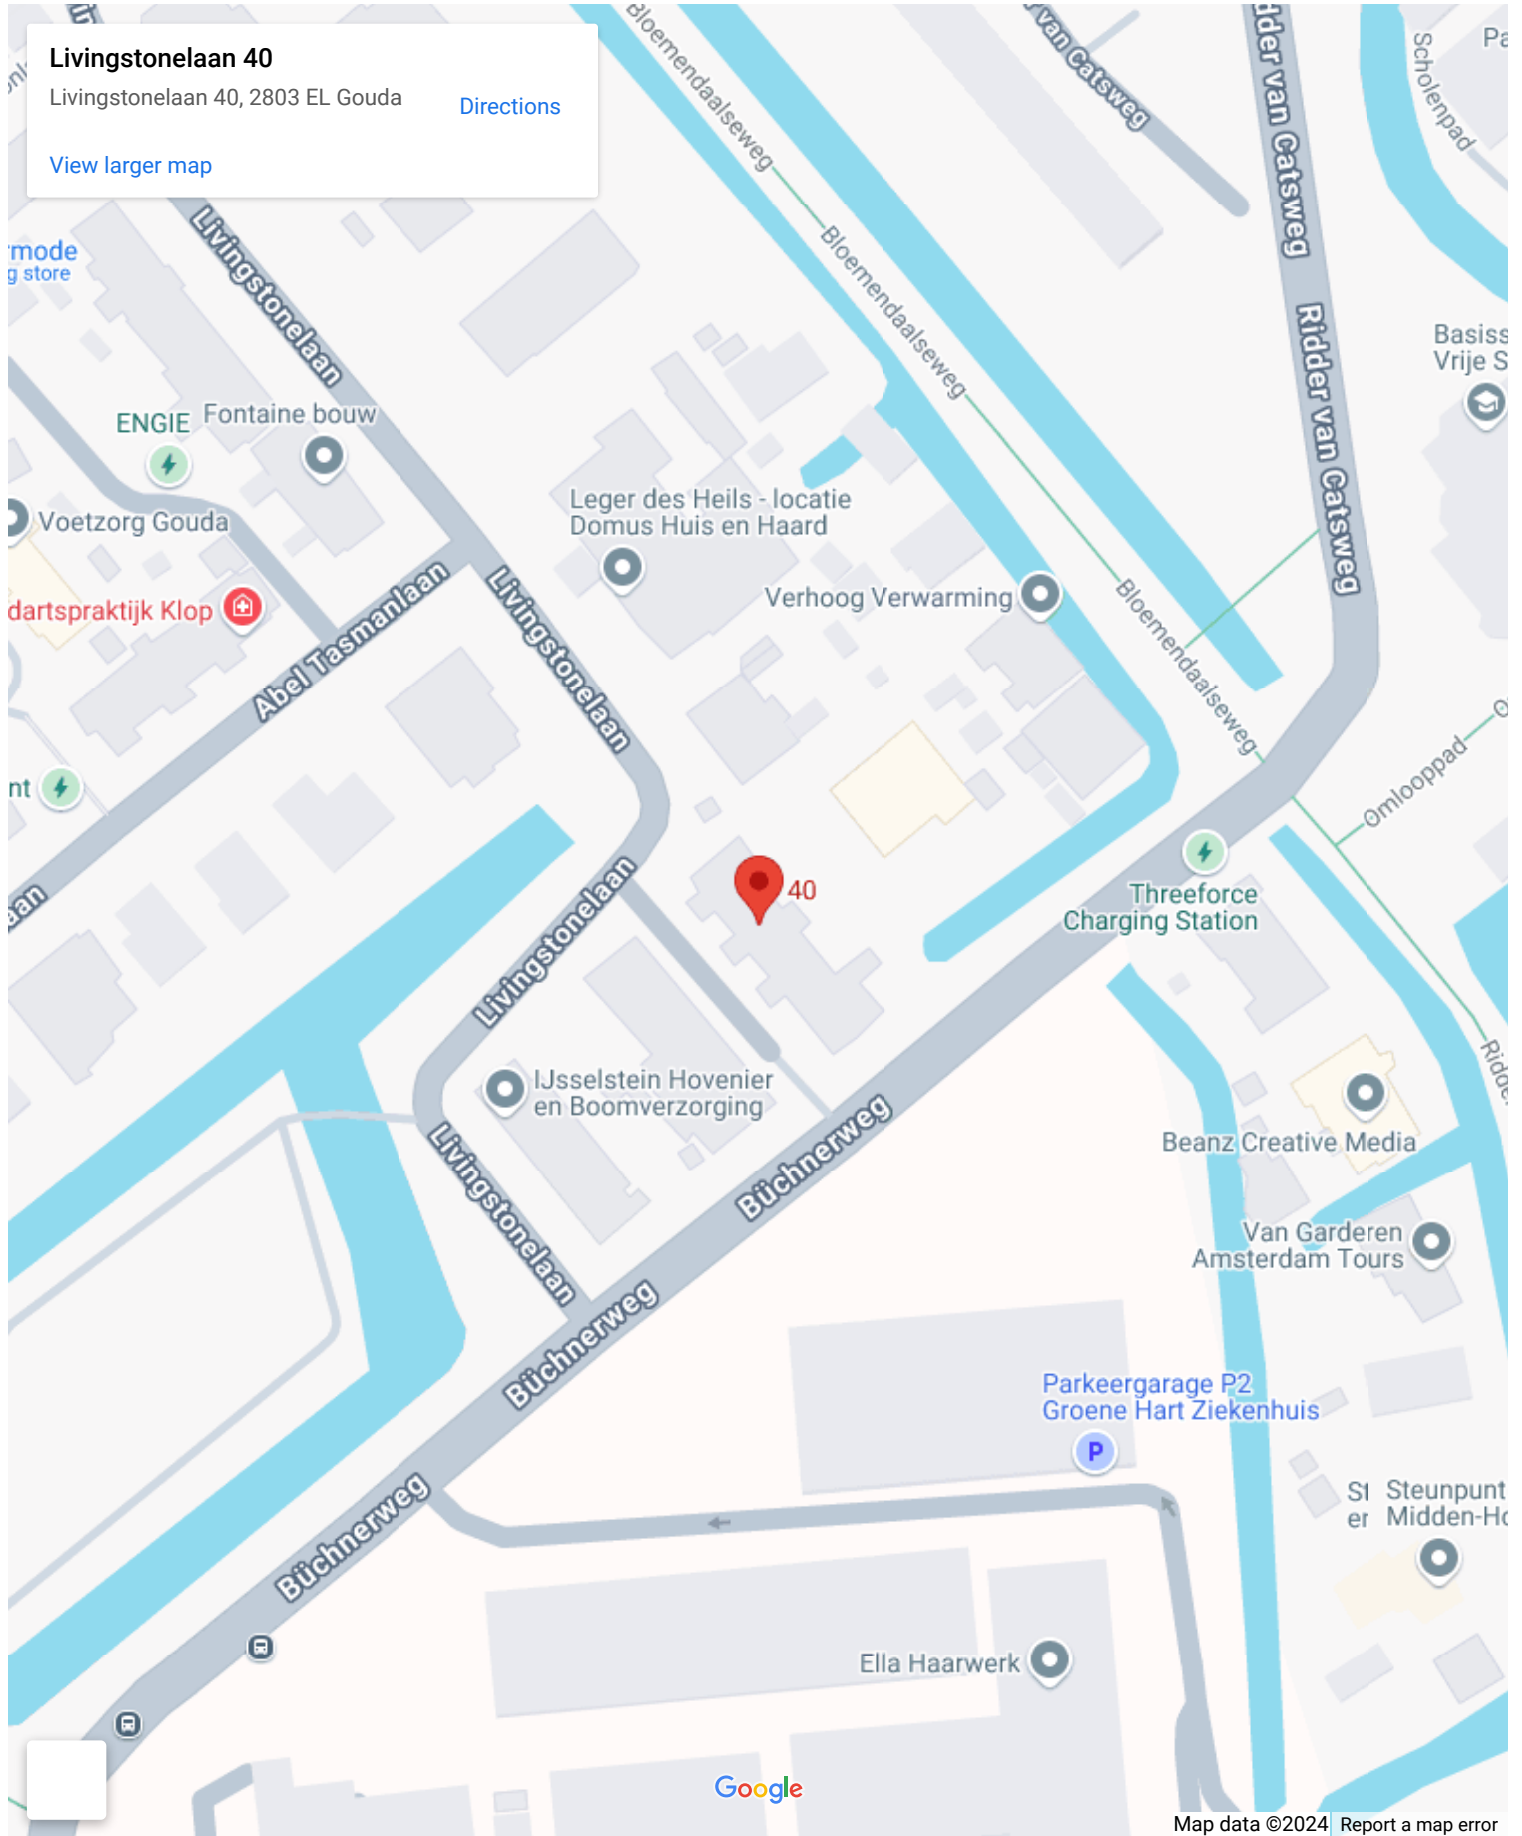 Livingstonelaan 40
Livingstonelaan 40, 2803 EL Gouda
Directions
View larger map
Bloemendaalseweg
van Catsweg
Ridder van Catsweg
Scholenpad
Livingstonelaan
Bloemendaalseweg
Ridder van Catsweg
ENGIE
Fontaine bouw
Voetzorg Gouda
Leger des Heils - locatie
Domus Huis en Haard
Verhoog Verwarming
Abel Tasmanlaan
Livingstonelaan
Bloemendaalseweg
Omlooppad
40
Threeforce
Charging Station
Livingstonelaan
IJsselstein Hovenier
en Boomverzorging
Büchnerweg
Beanz Creative Media
Livingstonelaan
Van Garderen
Amsterdam Tours
Büchnerweg
Parkeergarage P2
Groene Hart Ziekenhuis
P
Steunpunt
Büchnerweg
Ella Haarwerk
Google
Map data ©2024
Report a map error